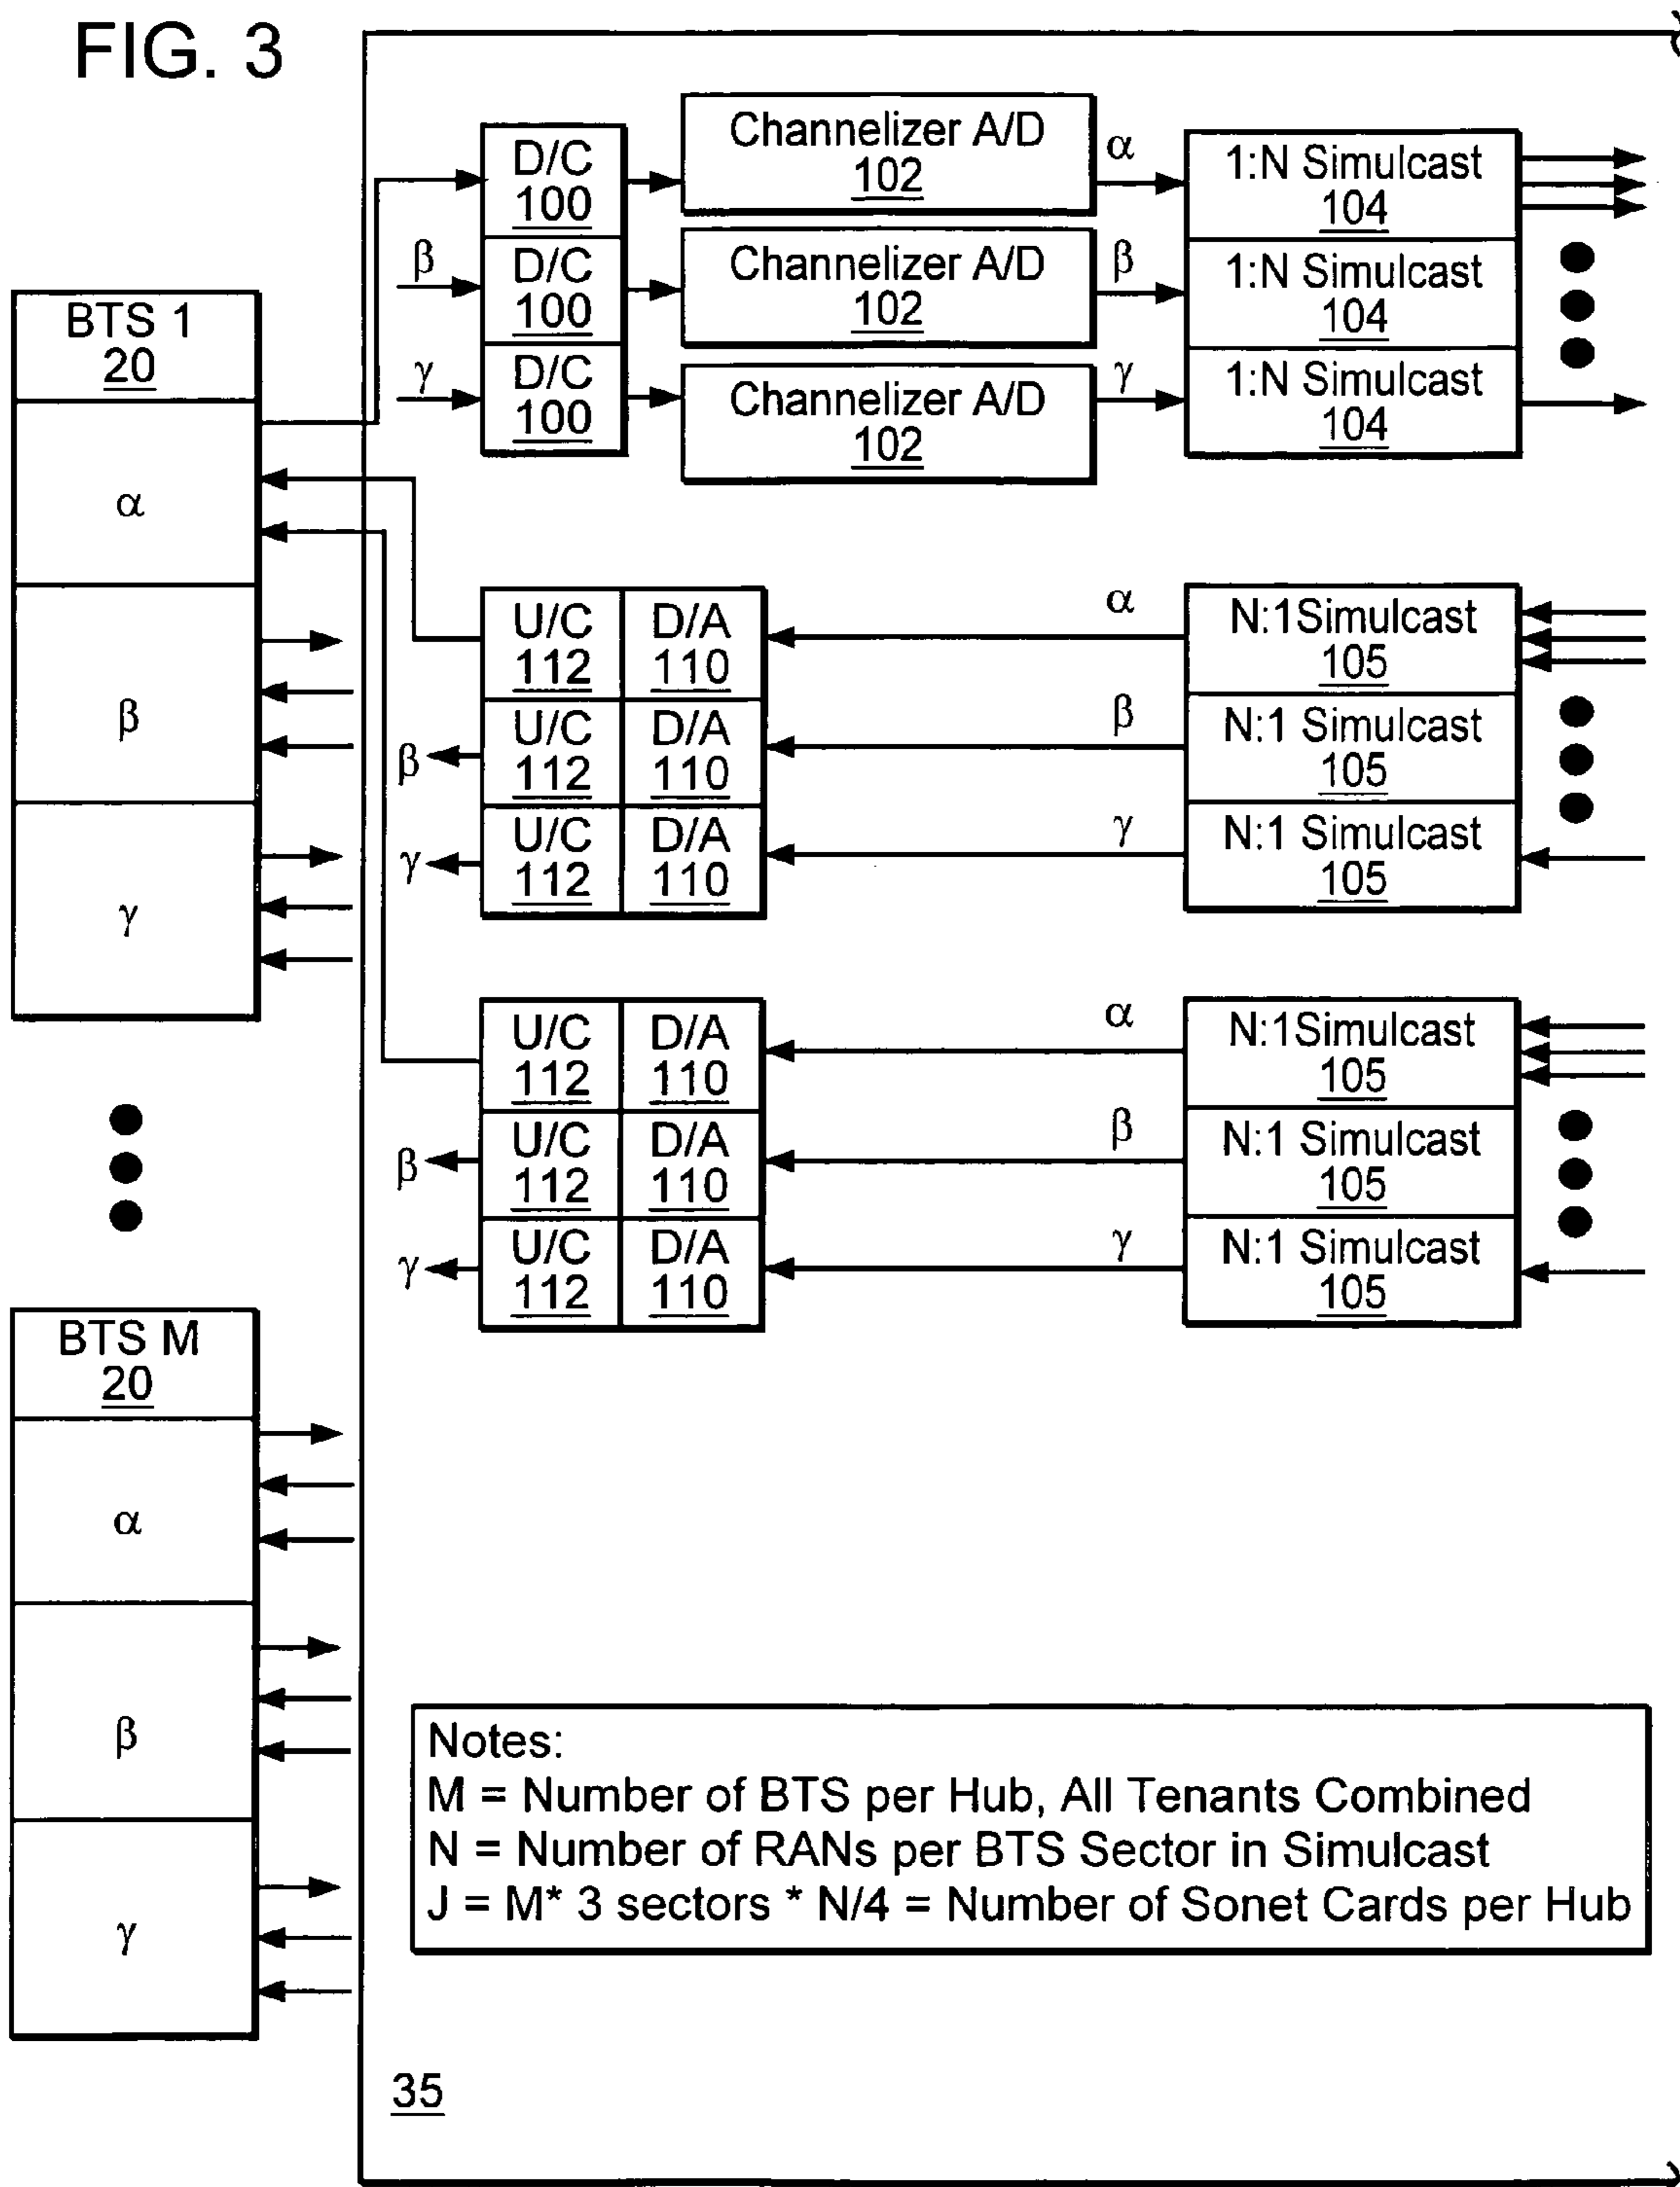 FIG. 3
D/C
100
Channelizer A/D
102
α
1:N Simulcast
104
β
D/C
100
Channelizer A/D
102
β
1:N Simulcast
104
γ
D/C
100
Channelizer A/D
102
γ
1:N Simulcast
104
BTS 1
20
α
β
γ
U/C
112
D/A
110
α
N:1Simulcast
105
β
U/C
112
D/A
110
β
N:1 Simulcast
105
γ
U/C
112
D/A
110
γ
N:1 Simulcast
105
U/C
112
D/A
110
α
N:1Simulcast
105
β
U/C
112
D/A
110
β
N:1 Simulcast
105
γ
U/C
112
D/A
110
γ
N:1 Simulcast
105
BTS M
20
α
β
γ
Notes:
M = Number of BTS per Hub, All Tenants Combined
N = Number of RANs per BTS Sector in Simulcast
J = M* 3 sectors * N/4 = Number of Sonet Cards per Hub
35